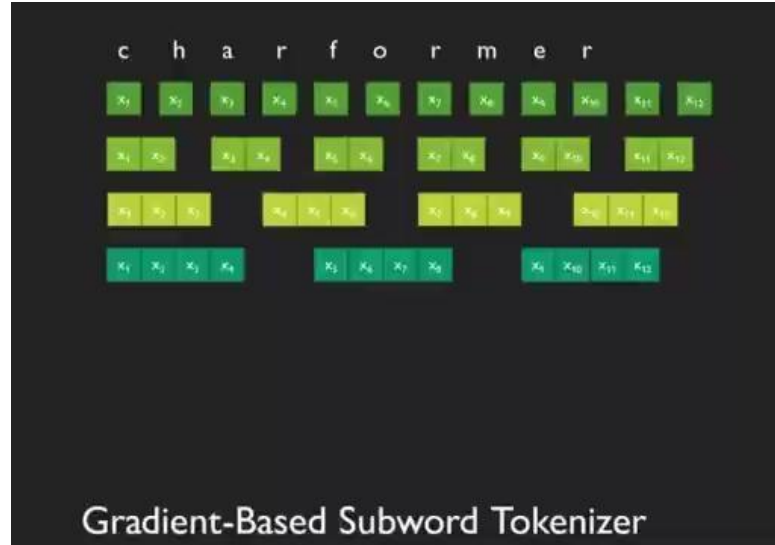 c h a r f o r m e r
x₁ x₂ x₃ x₄ x₅ x₆ x₇ x₈ x₉ x₁₀ x₁₁ x₁₂
x₁ x₂ x₃ x₄ x₅ x₆ x₇ x₈ x₉ x₁₀ x₁₁ x₁₂
x₁ x₂ x₃ x₄ x₅ x₆ x₇ x₈ x₉ x₁₀ x₁₁ x₁₂
x₁ x₂ x₃ x₄ x₅ x₆ x₇ x₈ x₉ x₁₀ x₁₁ x₁₂
Gradient-Based Subword Tokenizer